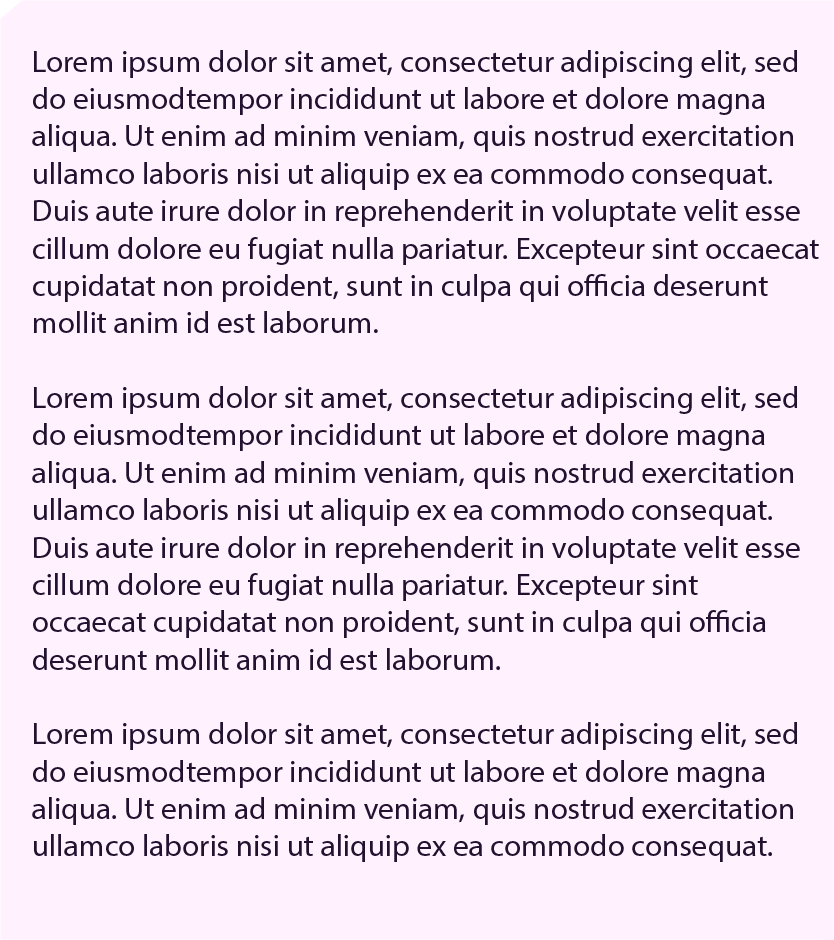 Lorem ipsum dolor sit amet, consectetur adipiscing elit, sed
do eiusmodtempor incididunt ut labore et dolore magna
aliqua. Ut enim ad minim veniam, quis nostrud exercitation
ullamco laboris nisi ut aliquip ex ea commodo consequat.
Duis aute irure dolor in reprehenderit in voluptate velit esse
cillum dolore eu fugiat nulla pariatur. Excepteur sint occaecat
cupidatat non proident, sunt in culpa qui officia deserunt
mollit anim id est laborum.
Lorem ipsum dolor sit amet, consectetur adipiscing elit, sed
do eiusmodtempor incididunt ut labore et dolore magna
aliqua. Ut enim ad minim veniam, quis nostrud exercitation
ullamco laboris nisi ut aliquip ex ea commodo consequat.
Duis aute irure dolor in reprehenderit in voluptate velit esse
cillum dolore eu fugiat nulla pariatur. Excepteur sint
occaecat cupidatat non proident, sunt in culpa qui officia
deserunt mollit anim id est laborum.
Lorem ipsum dolor sit amet, consectetur adipiscing elit, sed
do eiusmodtempor incididunt ut labore et dolore magna
aliqua. Ut enim ad minim veniam, quis nostrud exercitation
ullamco laboris nisi ut aliquip ex ea commodo consequat.